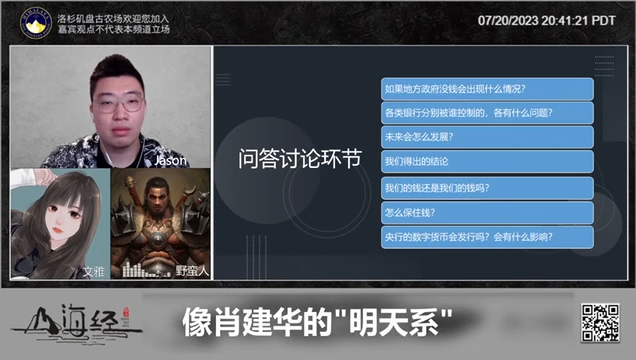 洛杉矶盘古农场欢迎您加入
嘉宾观点不代表本频道立场
07/20/2023 20:41:21 PDT
Jason
文雅
野蛮人
问答讨论环节
如果地方政府没钱会出现什么情况?
各类银行分别被谁控制的，各有什么问题?
未来会怎么发展?
我们得出的结论
我们的钱还是我们的钱吗?
怎么保住钱?
央行的数字货币会发行吗? 会有什么影响?
山海经
像肖建华的"明天系"